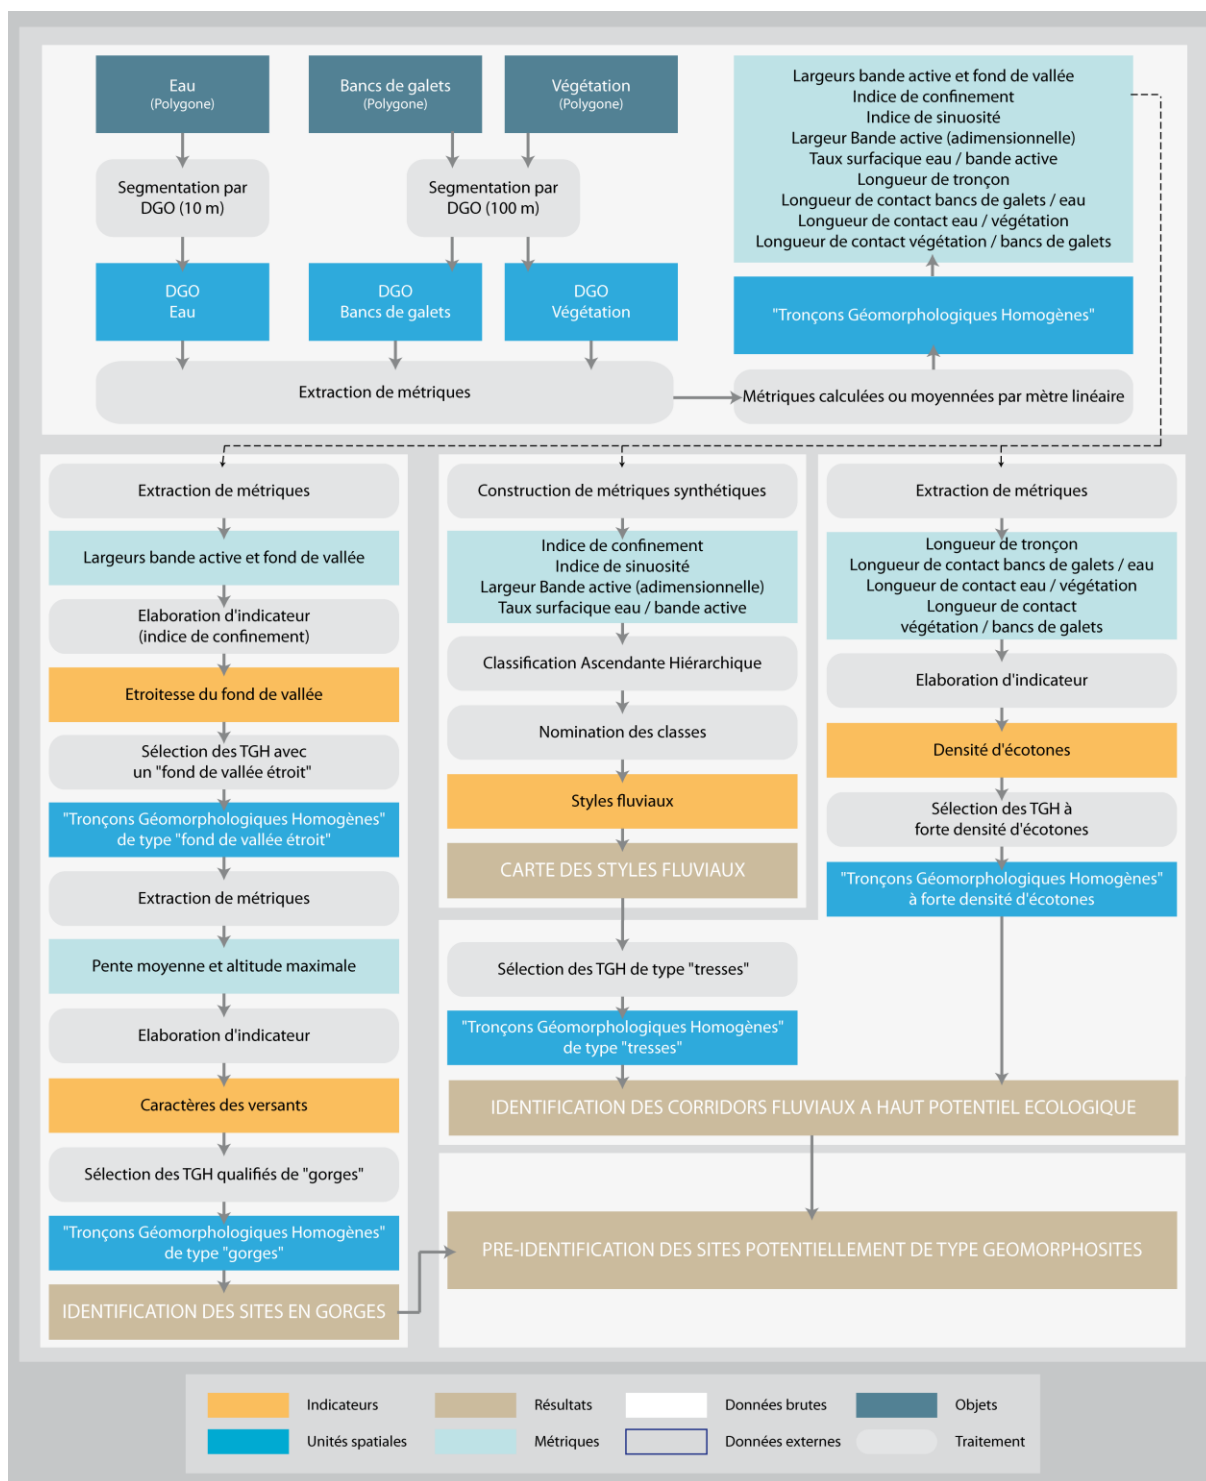 Eau
(Polygone)
Bancs de galets
(Polygone)
Végétation
(Polygone)
Segmentation par
DGO (10 m)
Segmentation par
DGO (100 m)
DGO
Eau
DGO
Bancs de galets
DGO
Végétation
Extraction de métriques
Métriques calculées ou moyennées par mètre linéaire
"Tronçons Géomorphologiques Homogènes"
Largeurs bande active et fond de vallée
Indice de confinement
Indice de sinuosité
Largeur Bande active (adimensionnelle)
Taux surfacique eau / bande active
Longueur de tronçon
Longueur de contact bancs de galets / eau
Longueur de contact eau / végétation
Longueur de contact végétation / bancs de galets
Extraction de métriques
Largeurs bande active et fond de vallée
Elaboration d'indicateur
(indice de confinement)
Etroitesse du fond de vallée
Sélection des TGH avec
un "fond de vallée étroit"
"Tronçons Géomorphologiques Homogènes"
de type "fond de vallée étroit"
Extraction de métriques
Pente moyenne et altitude maximale
Elaboration d'indicateur
Caractères des versants
Sélection des TGH qualifiés de "gorges"
"Tronçons Géomorphologiques Homogènes"
de type "gorges"
IDENTIFICATION DES SITES EN GORGES
Construction de métriques synthétiques
Indice de confinement
Indice de sinuosité
Largeur Bande active (adimensionnelle)
Taux surfacique eau / bande active
Classification Ascendante Hiérarchique
Nomination des classes
Styles fluviaux
CARTE DES STYLES FLUVIAUX
Sélection des TGH de type "tresses"
"Tronçons Géomorphologiques Homogènes"
de type "tresses"
Extraction de métriques
Longueur de tronçon
Longueur de contact bancs de galets / eau
Longueur de contact eau / végétation
Longueur de contact
végétation / bancs de galets
Elaboration d'indicateur
Densité d'écotones
Sélection des TGH à
forte densité d'écotones
"Tronçons Géomorphologiques Homogènes"
à forte densité d'écotones
IDENTIFICATION DES CORRIDORS FLUVIAUX A HAUT POTENTIEL ECOLOGIQUE
PRE-IDENTIFICATION DES SITES POTENTIELLEMENT DE TYPE GEOMORPHOSITES
Indicateurs
Résultats
Données brutes
Objets
Unités spatiales
Métriques
Données externes
Traitement